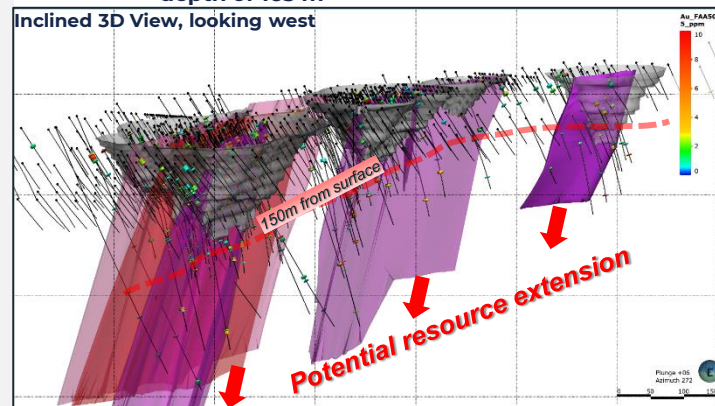 Inclined 3D View, looking west
Au_FAA50
5_ppm
10
8
6
4
2
0
150m from surface
Potential resource extension
Plunge +06
Azimuth 272
0 50 100 150